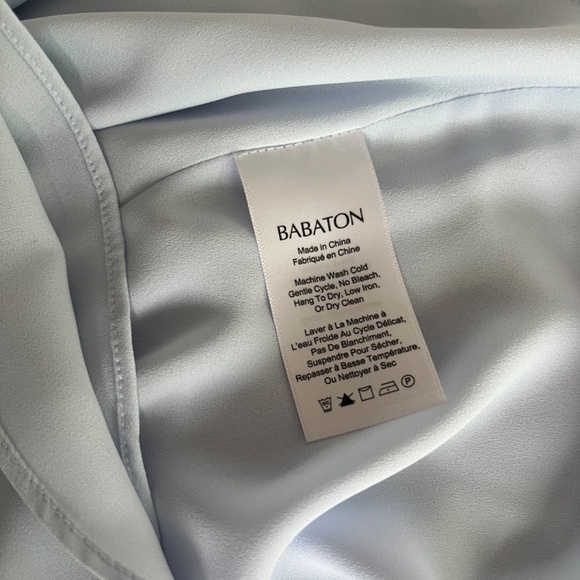 BABATON
Made in China
Fabriqué en Chine
Machine Wash Cold
Gentle Cycle, No Bleach,
Hang To Dry, Low Iron,
Or Dry Clean
Laver à La Machine à
L'eau Froide Au Cycle Délicat,
Pas De Blanchiment,
Suspendre Pour Sécher,
Repasser à Basse Température,
Ou Nettoyer à Sec
P